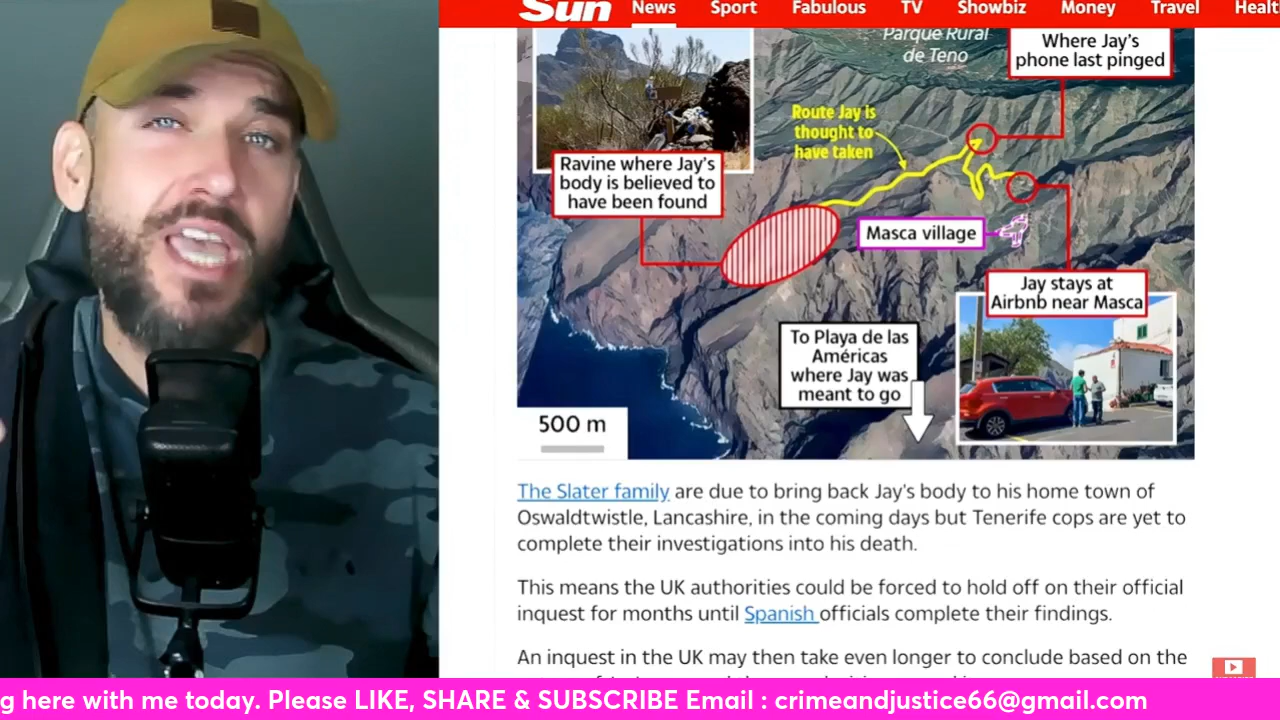 Sun News Sport Fabulous TV Showbiz Money Travel Healt
Parque Rural
de Teno
Where Jay's
phone last pinged
Route Jay is
thought to
have taken
Ravine where Jay's
body is believed to
have been found
Masca village
Jay stays at
Airbnb near Masca
To Playa de las
Américas
where Jay was
meant to go
500 m
The Slater family are due to bring back Jay's body to his home town of
Oswaldtwistle, Lancashire, in the coming days but Tenerife cops are yet to
complete their investigations into his death.
This means the UK authorities could be forced to hold off on their official
inquest for months until Spanish officials complete their findings.
An inquest in the UK may then take even longer to conclude based on the
g here with me today. Please LIKE, SHARE & SUBSCRIBE Email : crimeandjustice66@gmail.com